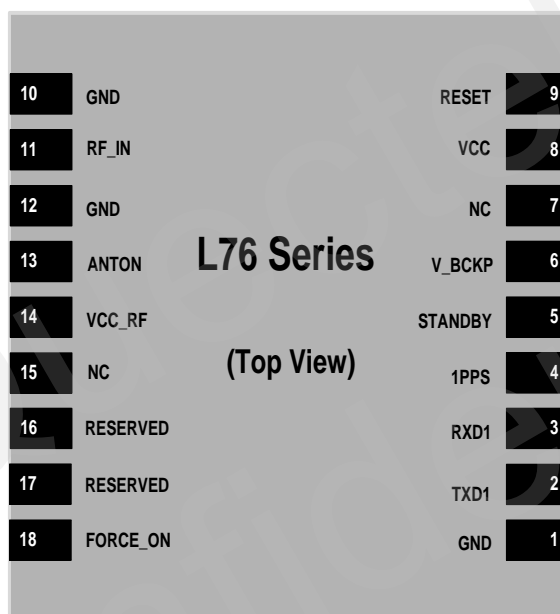 10 GND RESET 9
11 RF_IN VCC 8
12 GND NC 7
13 ANTON L76 Series V_BCKP 6
14 VCC_RF STANDBY 5
15 NC (Top View) 1PPS 4
16 RESERVED RXD1 3
17 RESERVED TXD1 2
18 FORCE_ON GND 1